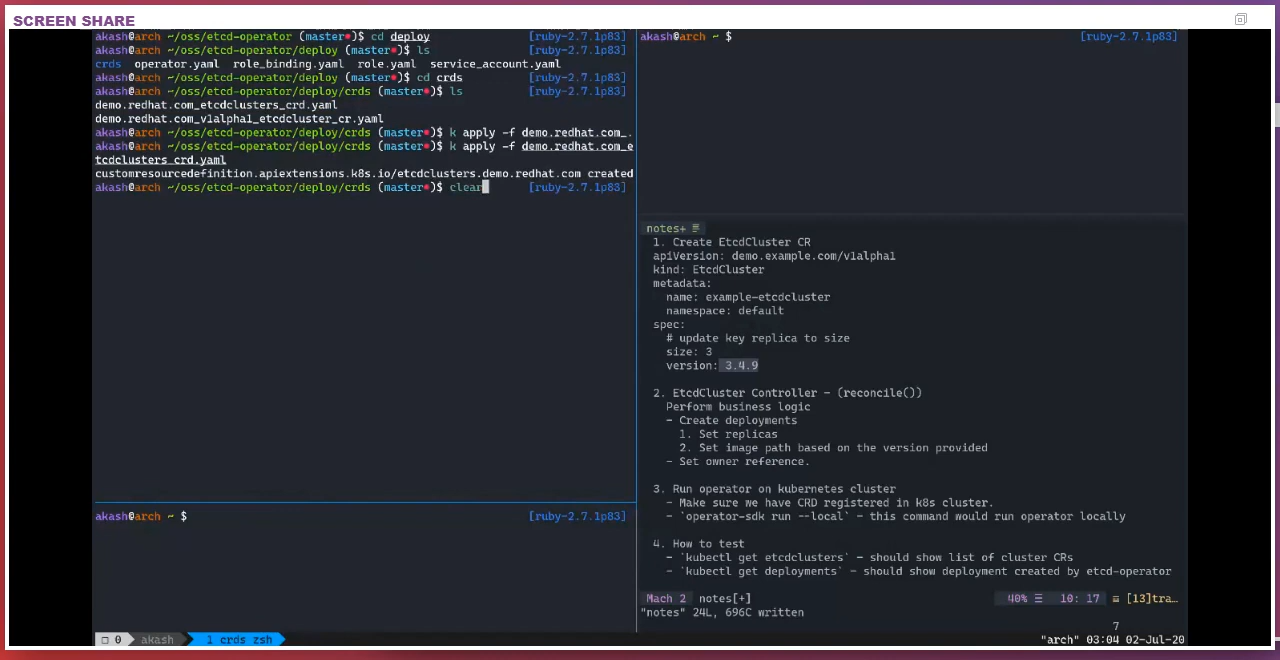 SCREEN SHARE
akash@arch ~/oss/etcd-operator (master●)$ cd deploy [ruby-2.7.1p83]
akash@arch ~/oss/etcd-operator/deploy (master●)$ ls [ruby-2.7.1p83]
crds operator.yaml role_binding.yaml role.yaml service_account.yaml
akash@arch ~/oss/etcd-operator/deploy (master●)$ cd crds [ruby-2.7.1p83]
akash@arch ~/oss/etcd-operator/deploy/crds (master●)$ ls [ruby-2.7.1p83]
demo.redhat.com_etcdclusters_crd.yaml
demo.redhat.com_v1alpha1_etcdcluster_cr.yaml
akash@arch ~/oss/etcd-operator/deploy/crds (master●)$ k apply -f demo.redhat.com_.
akash@arch ~/oss/etcd-operator/deploy/crds (master●)$ k apply -f demo.redhat.com_e
tcdclusters_crd.yaml
customresourcedefinition.apiextensions.k8s.io/etcdclusters.demo.redhat.com created
akash@arch ~/oss/etcd-operator/deploy/crds (master●)$ clear [ruby-2.7.1p83]
akash@arch ~ $ [ruby-2.7.1p83]
akash@arch ~ $ [ruby-2.7.1p83]
notes+ ≡
1. Create EtcdCluster CR
apiVersion: demo.example.com/v1alpha1
kind: EtcdCluster
metadata:
name: example-etcdcluster
namespace: default
spec:
# update key replica to size
size: 3
version: 3.4.9
2. EtcdCluster Controller - (reconcile())
Perform business logic
- Create deployments
1. Set replicas
2. Set image path based on the version provided
- Set owner reference.
3. Run operator on kubernetes cluster
- Make sure we have CRD registered in k8s cluster.
- `operator-sdk run --local` - this command would run operator locally
4. How to test
- `kubectl get etcdclusters` - should show list of cluster CRs
- `kubectl get deployments` - should show deployment created by etcd-operator
Mach 2 notes[+] 40% ☰ 10: 17 ≡ [13]tra…
"notes" 24L, 696C written
7
□ 0 akash 1 crds zsh "arch" 03:04 02-Jul-20